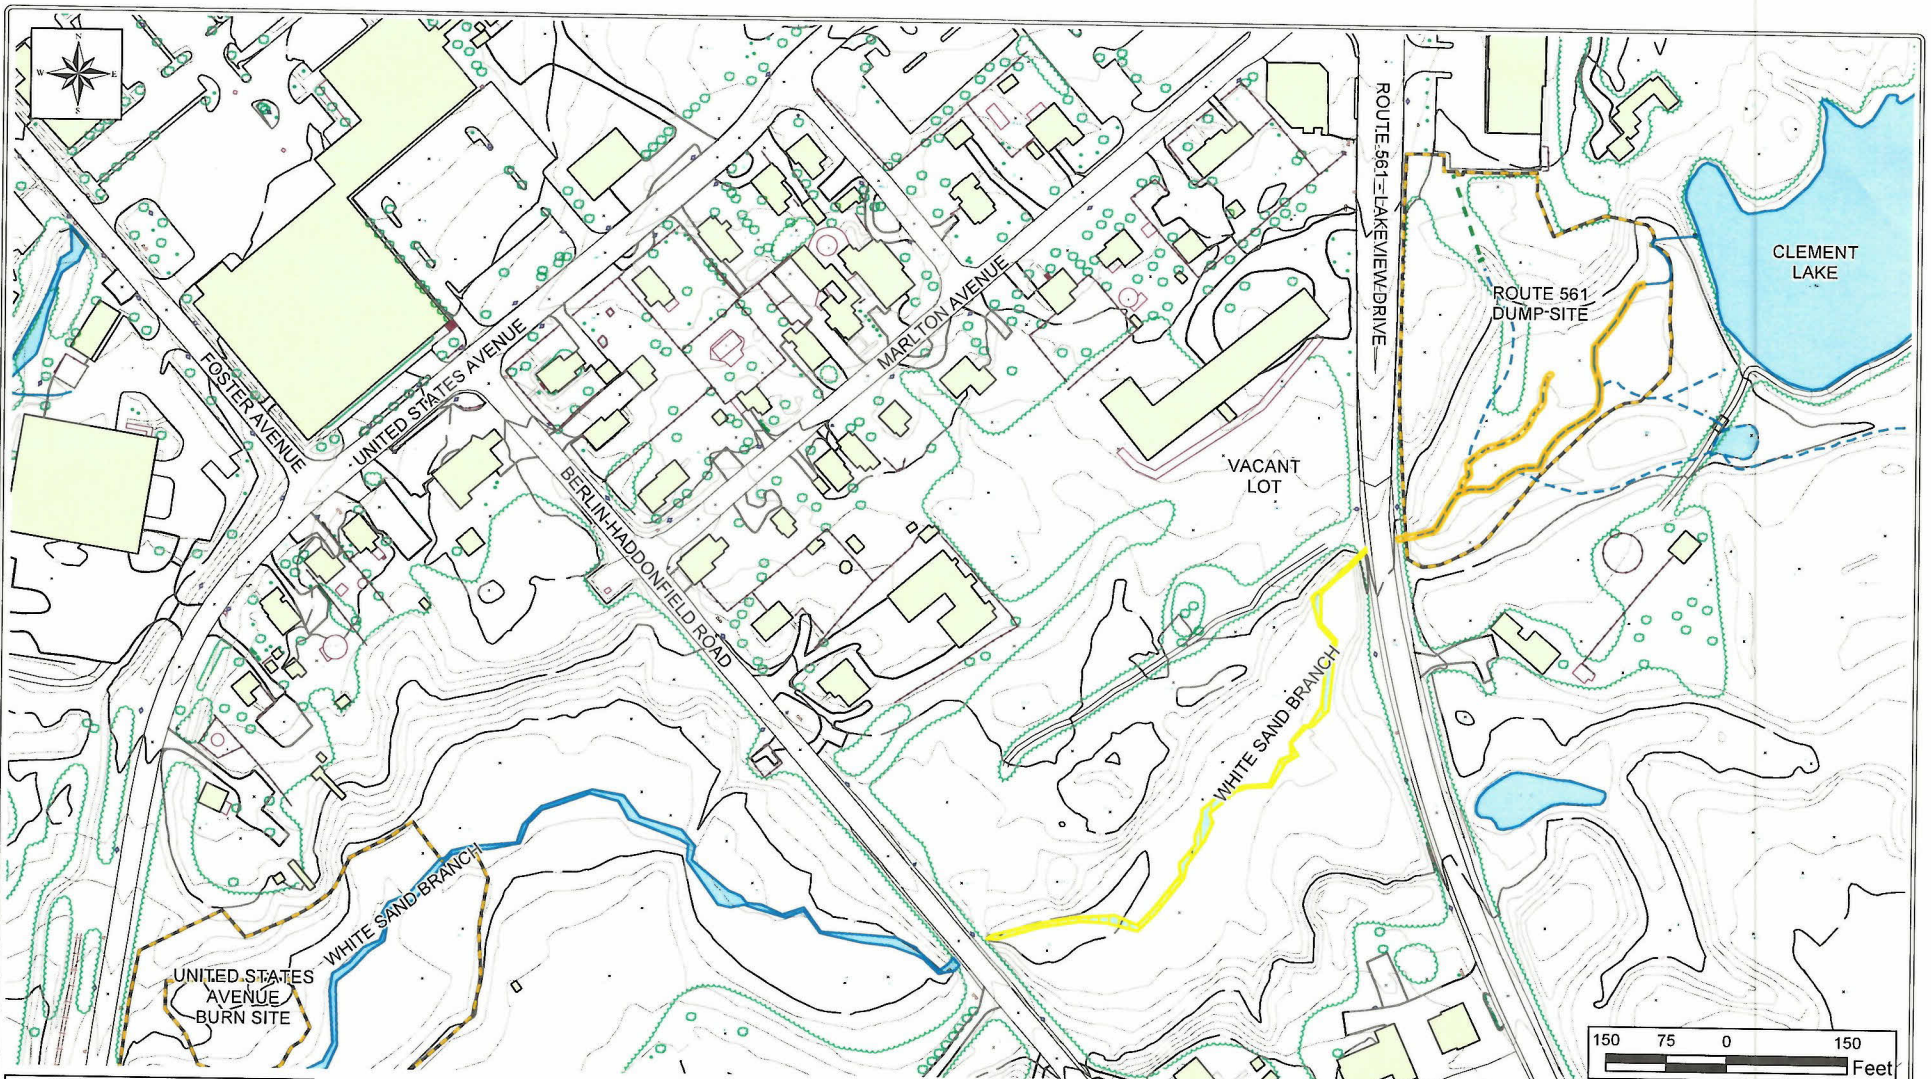 N
W E
S
ROUTE 561 - LAKEVIEW DRIVE
CLEMENT
LAKE
ROUTE 561
DUMP SITE
MARLTON AVENUE
UNITED STATES AVENUE
FOSTER AVENUE
BERLIN-HADDONFIELD ROAD
VACANT
LOT
WHITE SAND BRANCH
WHITE SAND BRANCH
UNITED STATES
AVENUE
BURN SITE
150 75 0 150
Feet